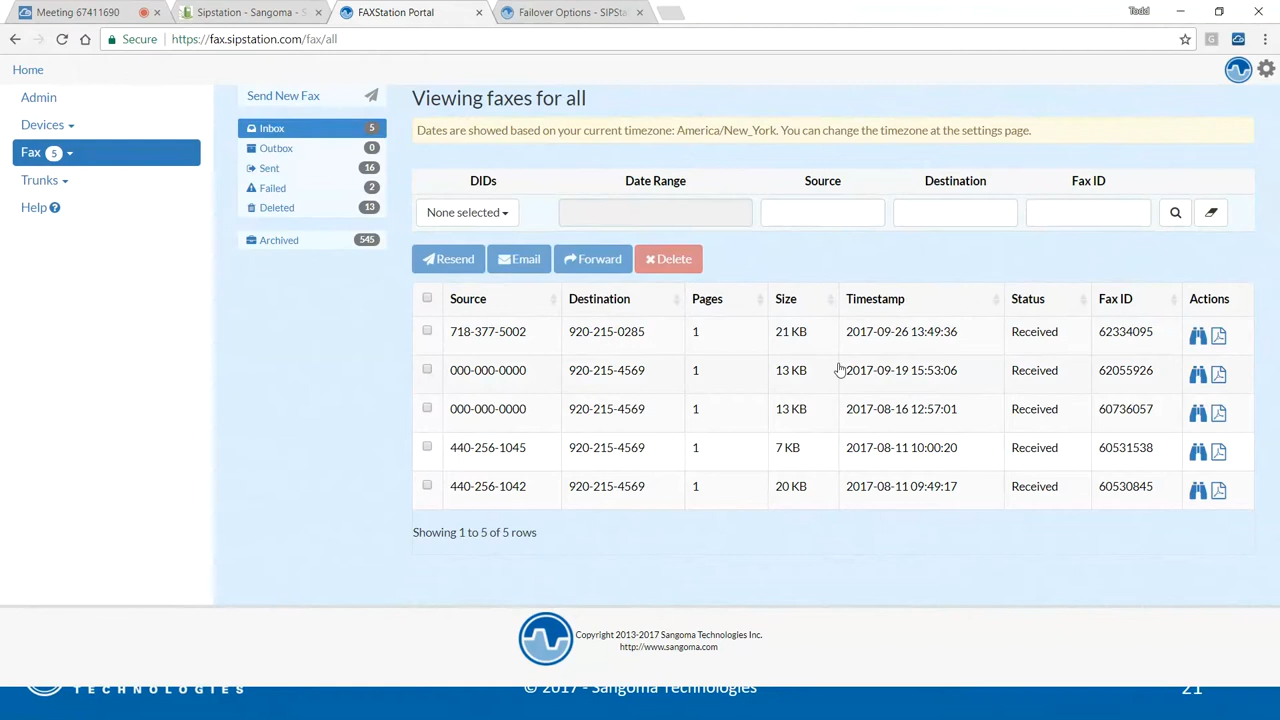 Meeting 67411690
Sipstation - Sangoma - S
FAXStation Portal
Failover Options - SIPSta
Todd
Secure https://fax.sipstation.com/fax/all
Home
Admin
Devices
Fax 5
Trunks
Help
Send New Fax
Inbox 5
Outbox 0
Sent 16
Failed 2
Deleted 13
Archived 545
Viewing faxes for all
Dates are showed based on your current timezone: America/New_York. You can change the timezone at the settings page.
DIDs Date Range Source Destination Fax ID
None selected
Resend Email Forward Delete
Source Destination Pages Size Timestamp Status Fax ID Actions
718-377-5002 920-215-0285 1 21 KB 2017-09-26 13:49:36 Received 62334095
000-000-0000 920-215-4569 1 13 KB 2017-09-19 15:53:06 Received 62055926
000-000-0000 920-215-4569 1 13 KB 2017-08-16 12:57:01 Received 60736057
440-256-1045 920-215-4569 1 7 KB 2017-08-11 10:00:20 Received 60531538
440-256-1042 920-215-4569 1 20 KB 2017-08-11 09:49:17 Received 60530845
Showing 1 to 5 of 5 rows
Copyright 2013-2017 Sangoma Technologies Inc.
http://www.sangoma.com
TECHNOLOGIES
© 2017 - Sangoma Technologies
21